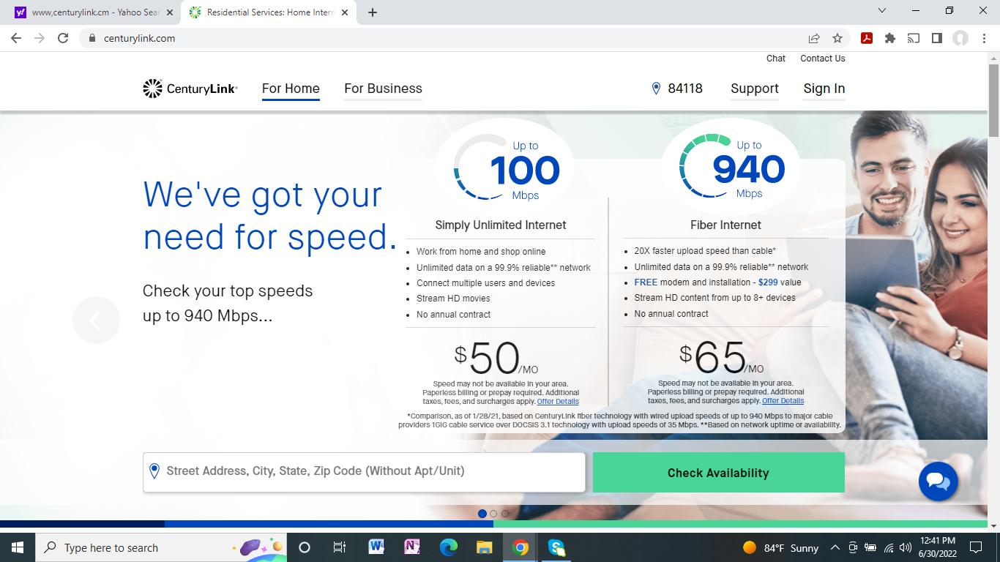 www,centurylink.cm - Yahoo Sear
Residential Services: Home Intern
centurylink.com
Chat Contact Us
CenturyLink®
For Home
For Business
84118
Support
Sign In
We've got your
need for speed.
Check your top speeds
up to 940 Mbps...
Up to
100
Mbps
Simply Unlimited Internet
• Work from home and shop online
• Unlimited data on a 99.9% reliable** network
• Connect multiple users and devices
• Stream HD movies
• No annual contract
$50/MO
Speed may not be available in your area.
Paperless billing or prepay required. Additional
taxes, fees, and surcharges apply. Offer Details
Up to
940
Mbps
Fiber Internet
• 20X faster upload speed than cable*
• Unlimited data on a 99.9% reliable** network
• FREE modem and installation - $299 value
• Stream HD content from up to 8+ devices
• No annual contract
$65/MO
Speed may not be available in your area.
Paperless billing or prepay required. Additional
taxes, fees, and surcharges apply. Offer Details
*Comparison, as of 1/28/21, based on CenturyLink fiber technology with wired upload speeds of up to 940 Mbps to major cable
providers 1GIG cable service over DOCSIS 3.1 technology with upload speeds of 35 Mbps. **Based on network uptime or availability.
Street Address, City, State, Zip Code (Without Apt/Unit)
Check Availability
Type here to search
84°F Sunny
12:41 PM
6/30/2022